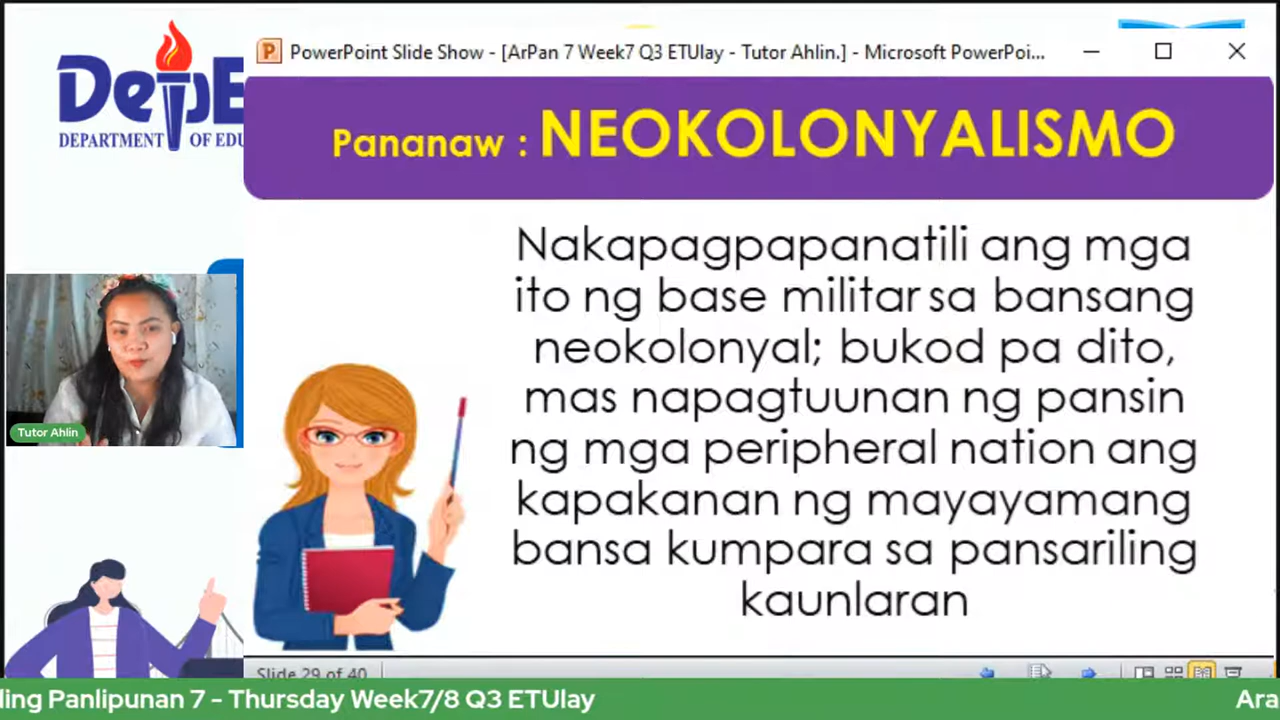 DepE
DEPARTMENT OF EDU
PowerPoint Slide Show - [ArPan 7 Week7 Q3 ETUlay - Tutor Ahlin.] - Microsoft PowerPoi...
Pananaw : NEOKOLONYALISMO
Nakapagpapanatili ang mga
ito ng base militar sa bansang
neokolonyal; bukod pa dito,
mas napagtuunan ng pansin
ng mga peripheral nation ang
kapakanan ng mayayamang
bansa kumpara sa pansariling
kaunlaran
Tutor Ahlin
Slide 29 of 40
ling Panlipunan 7 - Thursday Week7/8 Q3 ETUlay
Ara